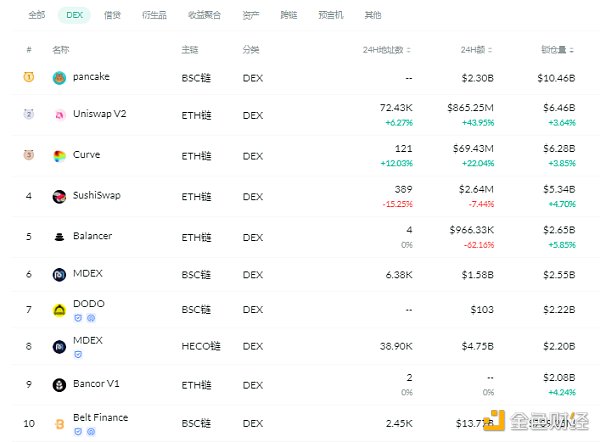 全部 DEX 借贷 衍生品 收益聚合 资产 跨链 预言机 其他
# 名称 主链 分类 24H地址数 24H额 锁仓量
1 pancake BSC链 DEX -- $2.30B $10.46B
2 Uniswap V2 ETH链 DEX 72.43K $865.25M $6.46B
+6.27% +43.95% +3.64%
3 Curve ETH链 DEX 121 $69.43M $6.28B
+12.03% +22.04% +3.85%
4 SushiSwap ETH链 DEX 389 $2.64M $5.34B
-15.25% -7.44% +4.70%
5 Balancer ETH链 DEX 4 $966.33K $2.65B
0% -62.16% +5.85%
6 MDEX BSC链 DEX 6.38K $1.58B $2.55B
7 DODO BSC链 DEX -- $103 $2.22B
8 MDEX HECO链 DEX 38.90K $4.75B $2.20B
9 Bancor V1 ETH链 DEX 2 -- $2.08B
0% 0% +4.24%
10 Belt Finance BSC链 DEX 2.45K
金色财经